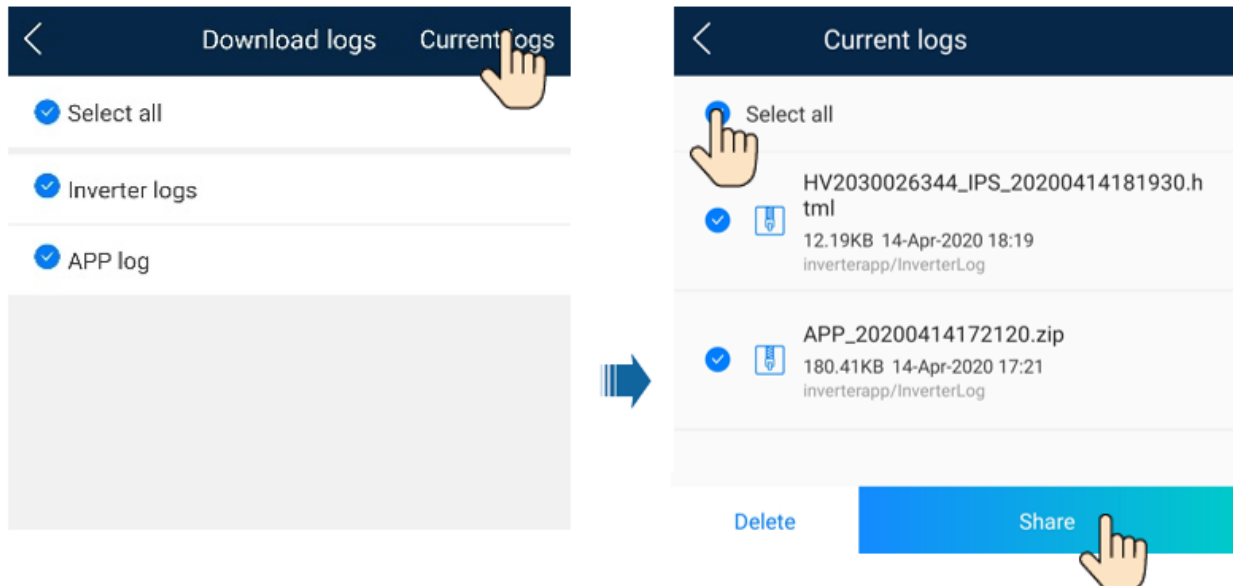 Download logs
Current logs
Select all
Inverter logs
APP log
Current logs
Select all
HV2030026344_IPS_20200414181930.h
tml
12.19KB 14-Apr-2020 18:19
inverterapp/InverterLog
APP_20200414172120.zip
180.41KB 14-Apr-2020 17:21
inverterapp/InverterLog
Delete
Share